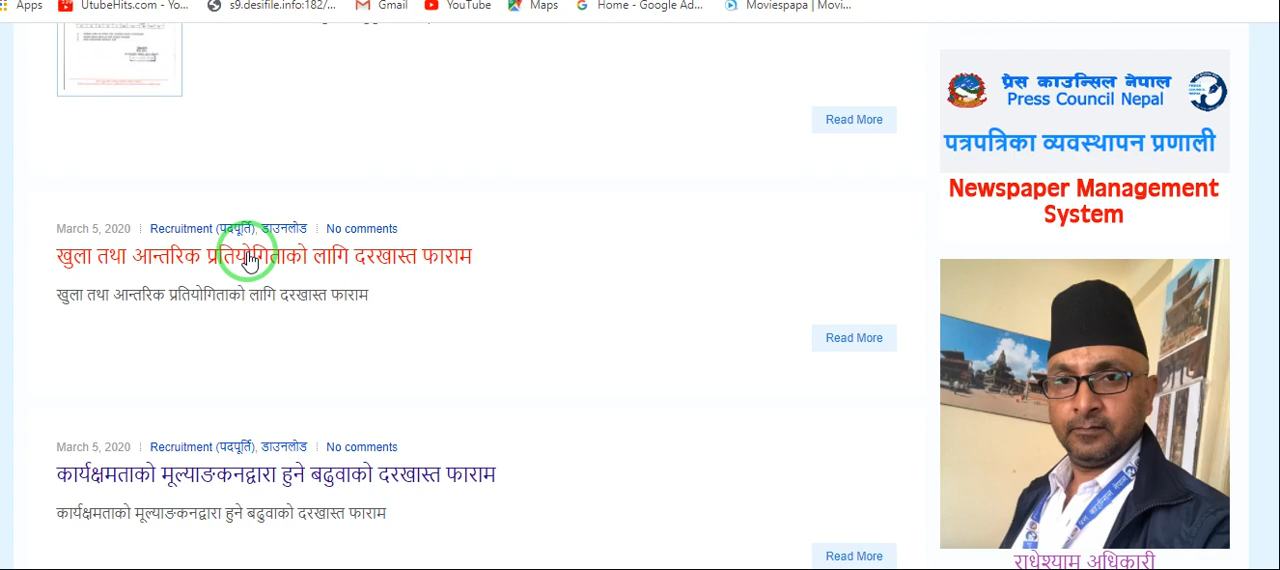 Apps
UtubeHits.com - Yo...
s9.desifile.info:182/...
Gmail
YouTube
Maps
Home - Google Ad...
Moviespapa | Movi...
Read More
March 5, 2020 | Recruitment (पदपूर्ति), डाउनलोड | No comments
खुला तथा आन्तरिक प्रतियोगिताको लागि दरखास्त फाराम
खुला तथा आन्तरिक प्रतियोगिताको लागि दरखास्त फाराम
Read More
March 5, 2020 | Recruitment (पदपूर्ति), डाउनलोड | No comments
कार्यक्षमताको मूल्याङकनद्वारा हुने बढुवाको दरखास्त फाराम
कार्यक्षमताको मूल्याङकनद्वारा हुने बढुवाको दरखास्त फाराम
Read More
प्रेस काउन्सिल नेपाल
Press Council Nepal
पत्रपत्रिका व्यवस्थापन प्रणाली
Newspaper Management
System
राधेश्याम अधिकारी